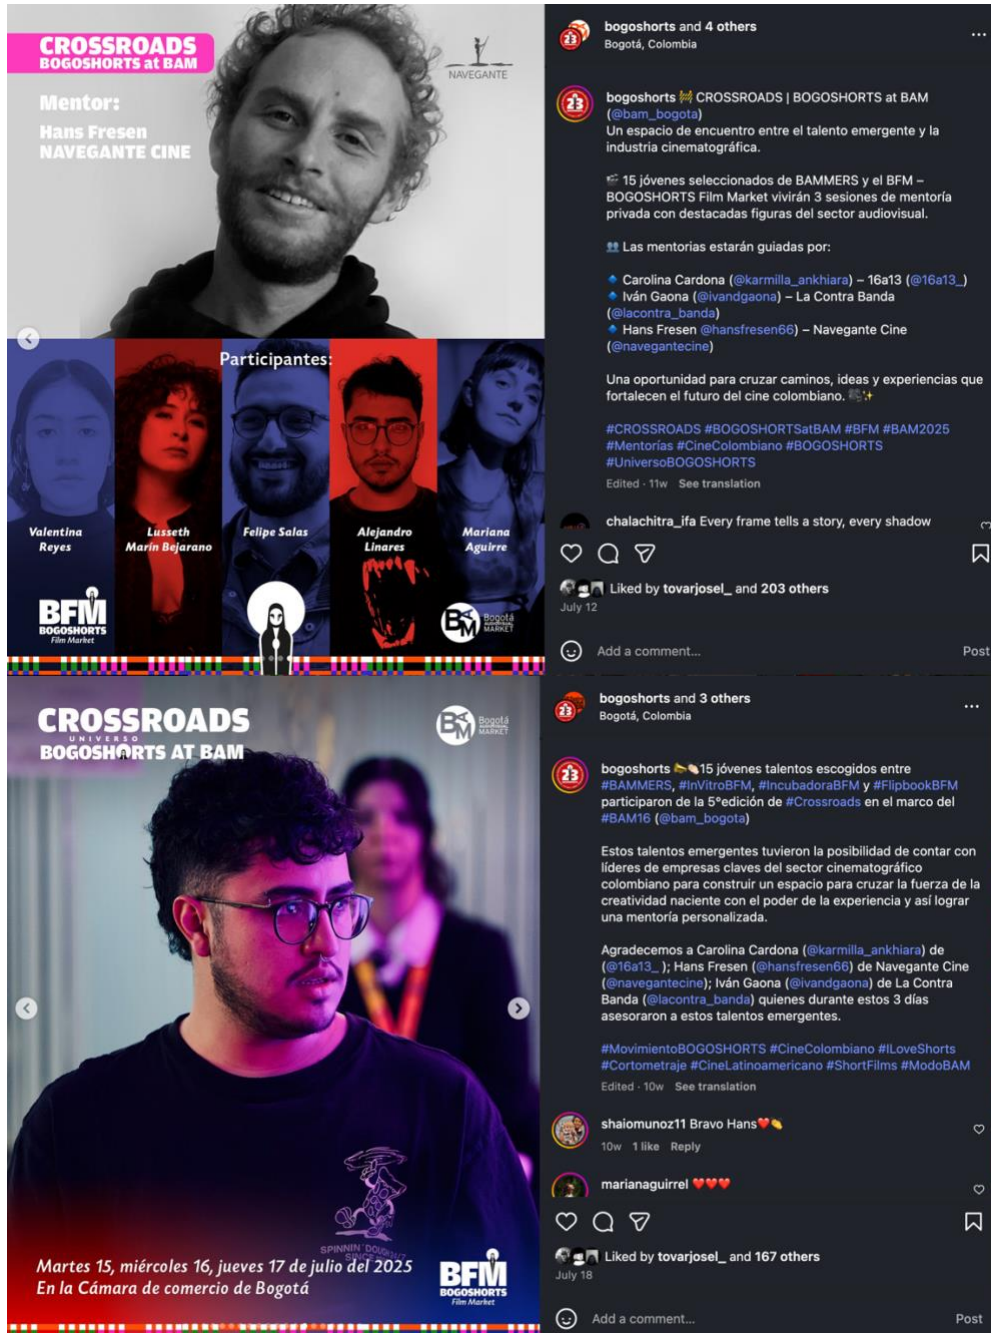 CROSSROADS
BOGOSHORTS at BAM
Mentor:
Hans Fresen
NAVEGANTE CINE
NAVEGANTE
Participantes:
Valentina
Reyes
Lusseth
Marín Bejarano
Felipe Salas
Alejandro
Linares
Mariana
Aguirre
BFM
BOGOSHORTS
Film Market
BAM
Bogotá
MARKET
bogoshorts and 4 others
Bogotá, Colombia
23
bogoshorts 🚧 CROSSROADS | BOGOSHORTS at BAM
(@bam_bogota)
Un espacio de encuentro entre el talento emergente y la
industria cinematográfica.
🎬 15 jóvenes seleccionados de BAMMERS y el BFM –
BOGOSHORTS Film Market vivirán 3 sesiones de mentoría
privada con destacadas figuras del sector audiovisual.
👥 Las mentorias estarán guiadas por:
🔹 Carolina Cardona (@karmilla_ankhiara) – 16a13 (@16a13_)
🔹 Iván Gaona (@ivandgaona) – La Contra Banda
(@lacontra_banda)
🔹 Hans Fresen @hansfresen66) – Navegante Cine
(@navegantecine)
Una oportunidad para cruzar caminos, ideas y experiencias que
fortalecen el futuro del cine colombiano. 🎥✨
#CROSSROADS #BOGOSHORTSatBAM #BFM #BAM2025
#Mentorías #CineColombiano #BOGOSHORTS
#UniversoBOGOSHORTS
Edited · 11w See translation
chalachitra_ifa Every frame tells a story, every shadow
Liked by tovarjosel_ and 203 others
July 12
Add a comment...
Post
CROSSROADS
UNIVERSO
BOGOSHORTS AT BAM
BAM
Bogotá
MARKET
SPINNIN' DOUGH
SINCE
Martes 15, miércoles 16, jueves 17 de julio del 2025
En la Cámara de comercio de Bogotá
BFM
BOGOSHORTS
Film Market
bogoshorts and 3 others
Bogotá, Colombia
23
bogoshorts 📣👏🏻15 jóvenes talentos escogidos entre
#BAMMERS, #InVitroBFM, #IncubadoraBFM y #FlipbookBFM
participaron de la 5°edición de #Crossroads en el marco del
#BAM16 (@bam_bogota)
Estos talentos emergentes tuvieron la posibilidad de contar con
líderes de empresas claves del sector cinematográfico
colombiano para construir un espacio para cruzar la fuerza de la
creatividad naciente con el poder de la experiencia y así lograr
una mentoría personalizada.
Agradecemos a Carolina Cardona (@karmilla_ankhiara) de
(@16a13_ ); Hans Fresen (@hansfresen66) de Navegante Cine
(@navegantecine); Iván Gaona (@ivandgaona) de La Contra
Banda (@lacontra_banda) quienes durante estos 3 días
asesoraron a estos talentos emergentes.
#MovimientoBOGOSHORTS #CineColombiano #ILoveShorts
#Cortometraje #CineLatinoamericano #ShortFilms #ModoBAM
Edited · 10w See translation
shaiomunoz11 Bravo Hans❤️👏
10w 1 like Reply
marianaguirrel ❤️❤️❤️
Liked by tovarjosel_ and 167 others
July 18
Add a comment...
Post